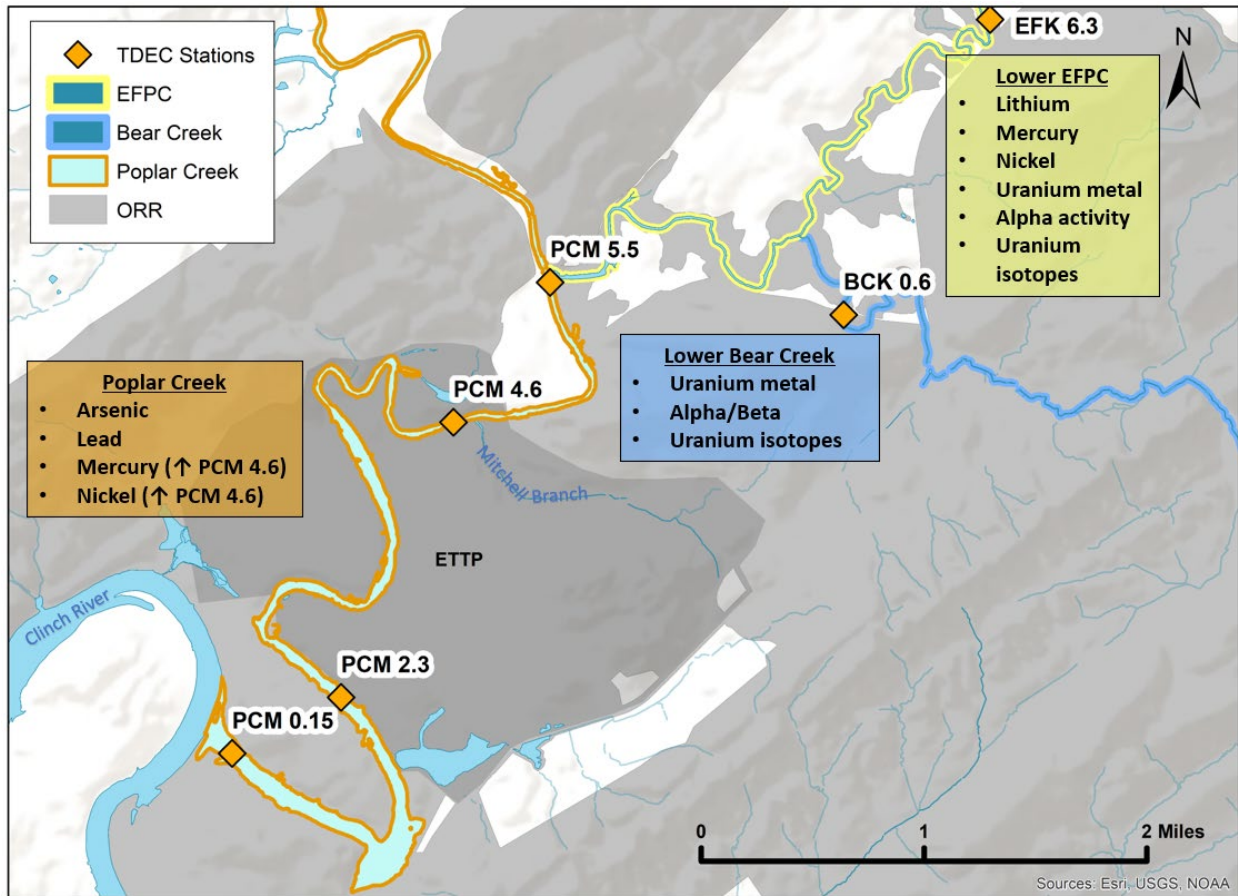 TDEC Stations
EFPC
Bear Creek
Poplar Creek
ORR
EFK 6.3
N
Lower EFPC
• Lithium
• Mercury
• Nickel
• Uranium metal
• Alpha activity
• Uranium
isotopes
PCM 5.5
BCK 0.6
Lower Bear Creek
• Uranium metal
• Alpha/Beta
• Uranium isotopes
Poplar Creek
• Arsenic
• Lead
• Mercury (↑ PCM 4.6)
• Nickel (↑ PCM 4.6)
PCM 4.6
Mitchell Branch
ETTP
Clinch River
PCM 2.3
PCM 0.15
0 1 2 Miles
Sources: Esri, USGS, NOAA